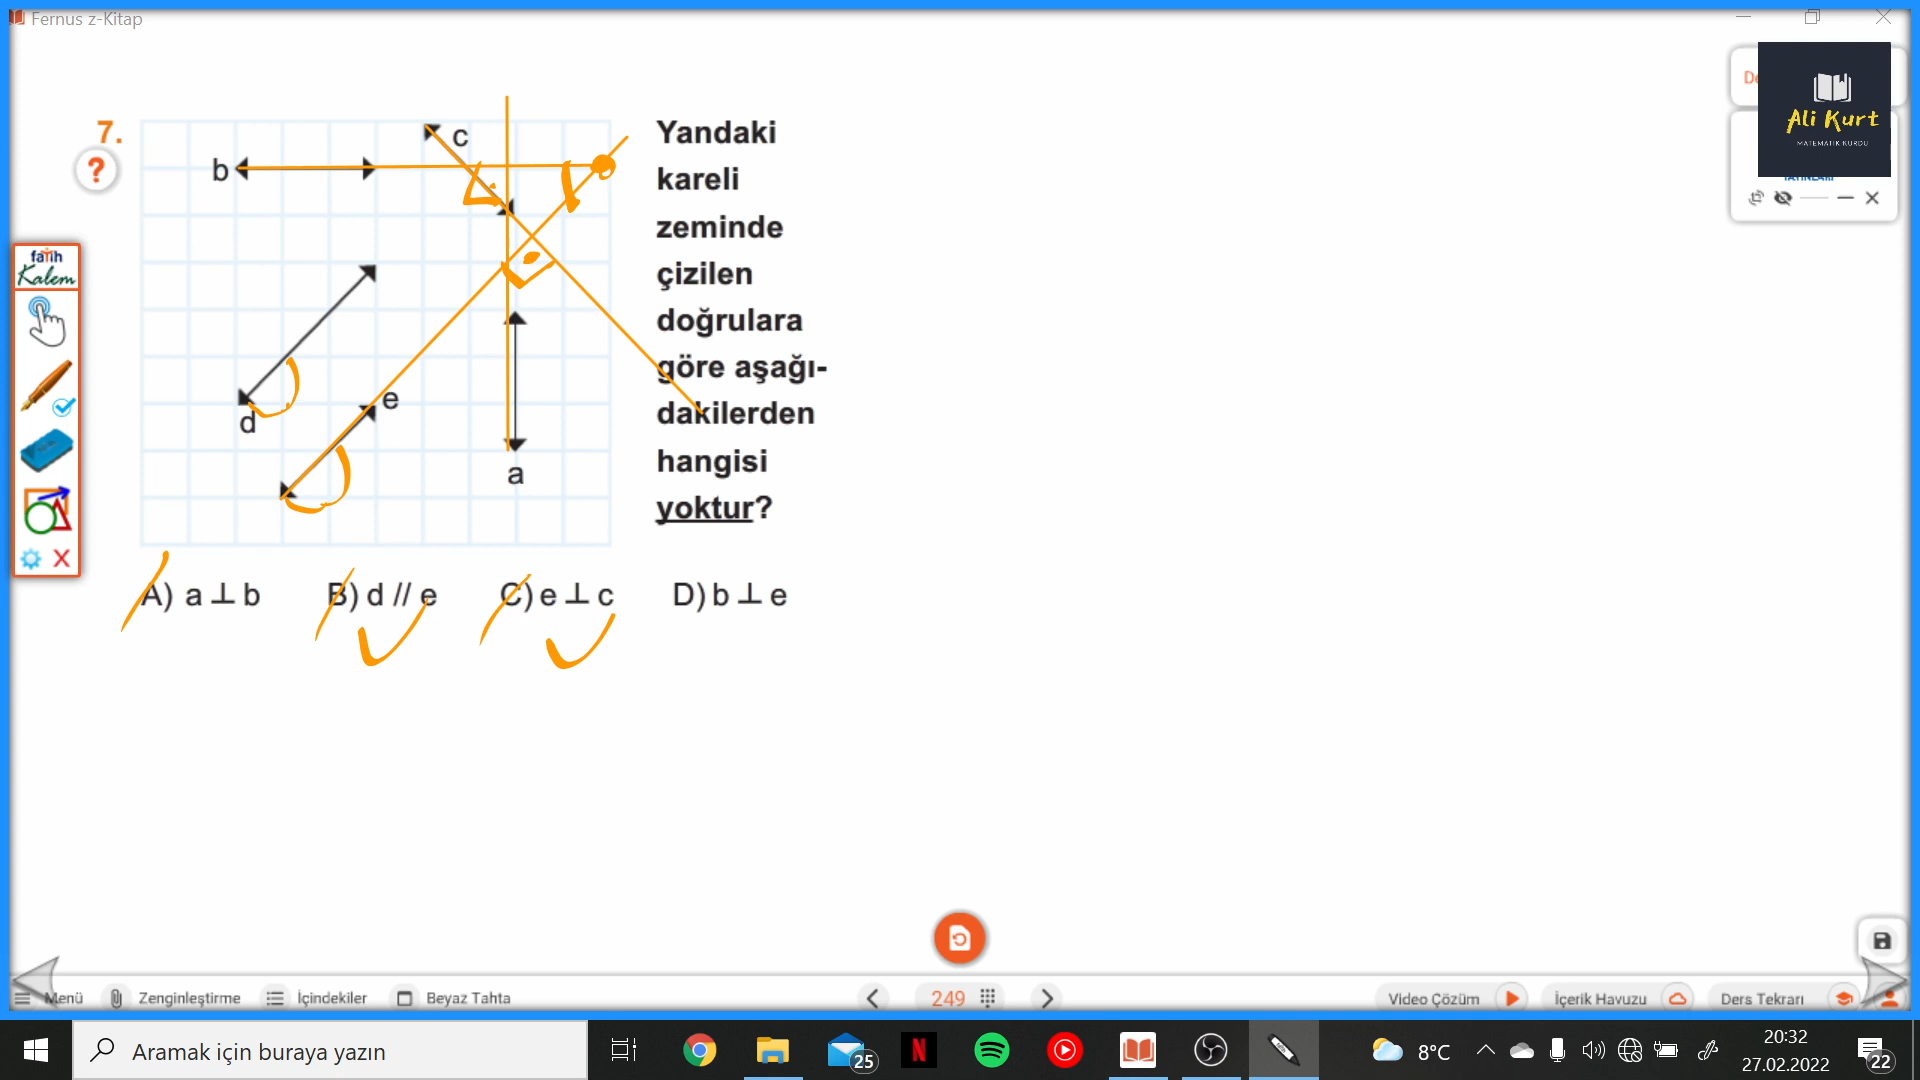 Fernus z-Kitap
Ali Kurt
MATEMATİK KURDU
7.
?
b
c
d
e
a
Yandaki
kareli
zeminde
çizilen
doğrulara
göre aşağı-
dakilerden
hangisi
yoktur?
A) a ⊥ b
B) d // e
C) e ⊥ c
D) b ⊥ e
fatih
Kalem
Menü
Zenginleştirme
İçindekiler
Beyaz Tahta
249
Video Çözüm
İçerik Havuzu
Ders Tekrarı
Aramak için buraya yazın
25
N
8°C
20:32
27.02.2022
22